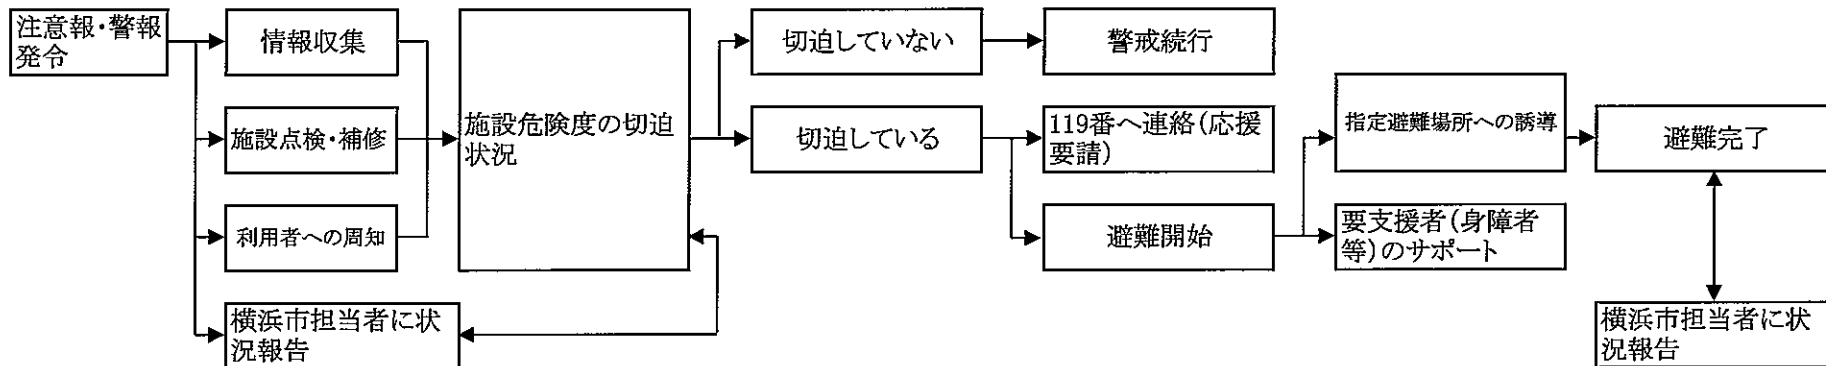 注意報・警報
発令
情報収集
施設点検・補修
利用者への周知
横浜市担当者に状
況報告
施設危険度の切迫
状況
切迫していない
警戒続行
切迫している
119番へ連絡(応援
要請)
避難開始
指定避難場所への誘導
要支援者(身障者
等)のサポート
避難完了
横浜市担当者に状
況報告